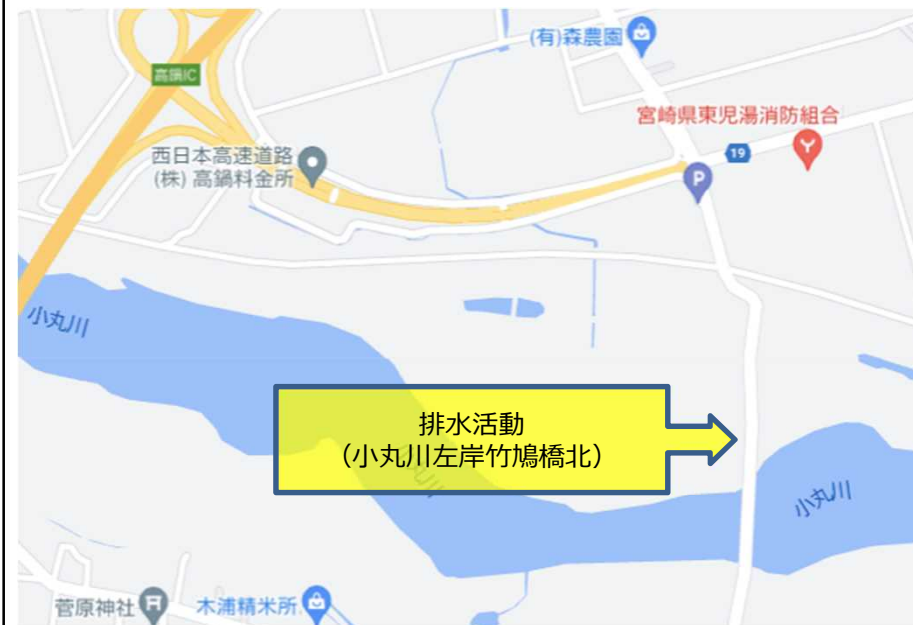 (有)森農園
高鍋IC
宮崎県東児湯消防組合
西日本高速道路
(株) 高鍋料金所
19
P
小丸川
排水活動
（小丸川左岸竹鳩橋北）
小丸川
小丸川
菅原神社
木浦精米所